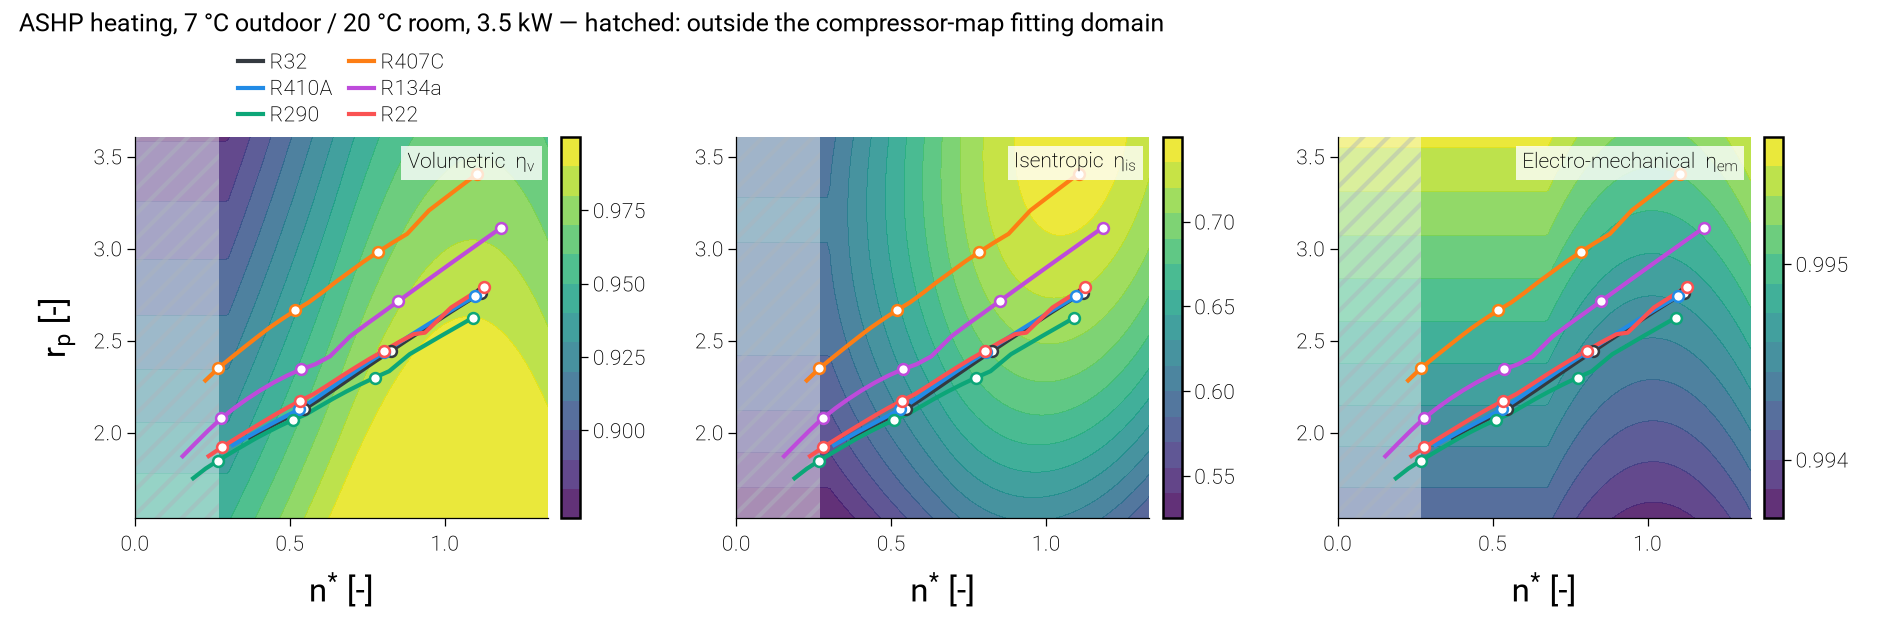 ASHP heating, 7 °C outdoor / 20 °C room, 3.5 kW — hatched: outside the compressor-map fitting domain
R32
R407C
R410A
R134a
R290
R22
Volumetric ηv
Isentropic ηis
Electro-mechanical ηem
3.5
3.0
2.5
2.0
rp [-]
0.0
0.5
1.0
n* [-]
0.975
0.950
0.925
0.900
3.5
3.0
2.5
2.0
0.0
0.5
1.0
n* [-]
0.70
0.65
0.60
0.55
3.5
3.0
2.5
2.0
0.0
0.5
1.0
n* [-]
0.995
0.994